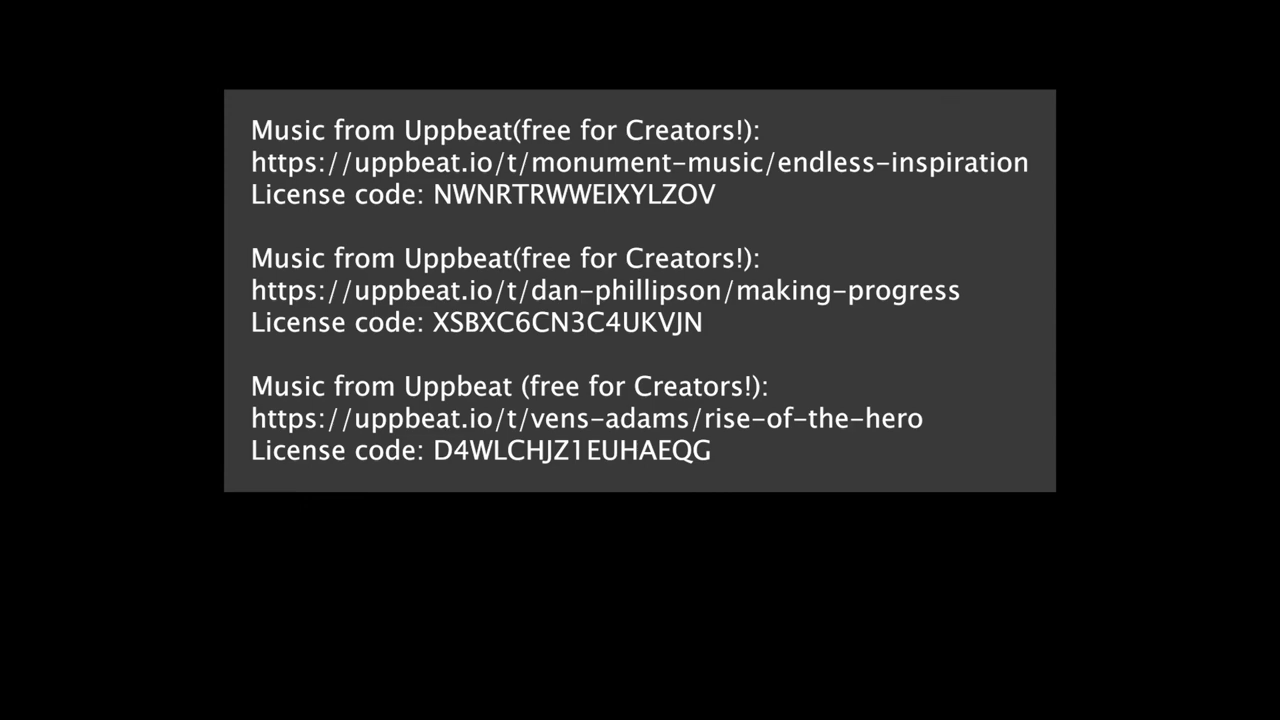 Music from Uppbeat(free for Creators!):
https://uppbeat.io/t/monument-music/endless-inspiration
License code: NWNRTRWWEIXYLZOV
Music from Uppbeat(free for Creators!):
https://uppbeat.io/t/dan-phillipson/making-progress
License code: XSBXC6CN3C4UKVJN
Music from Uppbeat (free for Creators!):
https://uppbeat.io/t/vens-adams/rise-of-the-hero
License code: D4WLCHJZ1EUHAEQG